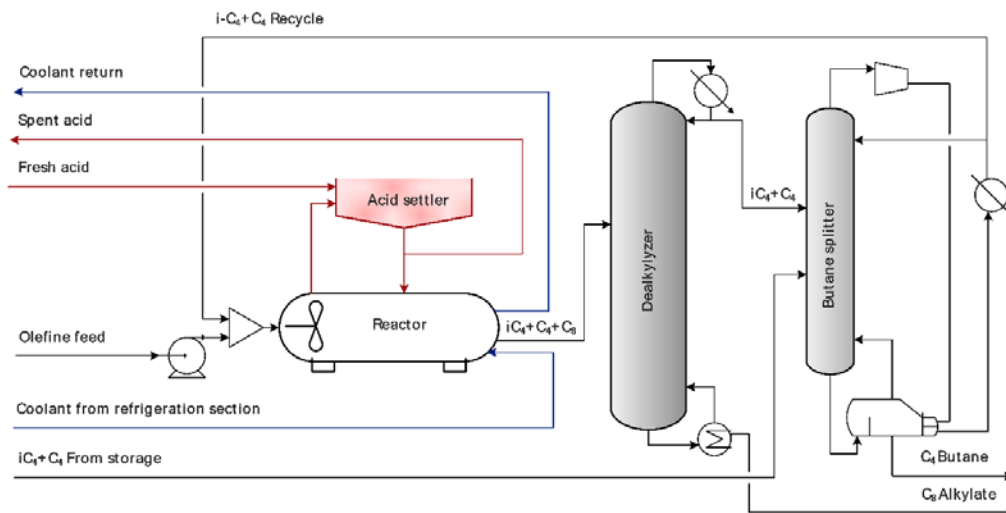 i-C₄+C₄ Recycle
Coolant return
Spent acid
Fresh acid
Acid settler
iC₄+C₄
Dealkylyzer
Butane splitter
Reactor
iC₄+C₄+C₈
Olefine feed
Coolant from refrigeration section
iC₄+C₄ From storage
C₄ Butane
C₈ Alkylate